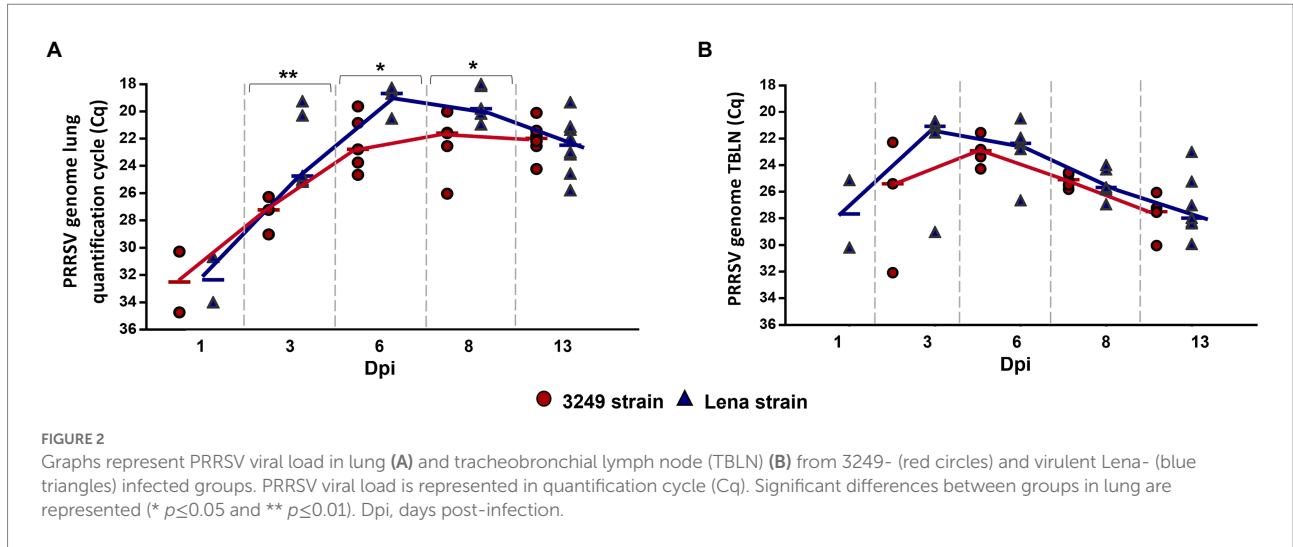 A
PRRSV genome lung
quantification cycle (Cq)
**
*
*
18
20
22
24
26
28
30
32
34
36
1
3
6
8
13
Dpi
B
PRRSV genome TBLN (Cq)
18
20
22
24
26
28
30
32
34
36
1
3
6
8
13
Dpi
3249 strain Lena strain
FIGURE 2
Graphs represent PRRSV viral load in lung (A) and tracheobronchial lymph node (TBLN) (B) from 3249- (red circles) and virulent Lena- (blue
triangles) infected groups. PRRSV viral load is represented in quantification cycle (Cq). Significant differences between groups in lung are
represented (* p≤0.05 and ** p≤0.01). Dpi, days post-infection.